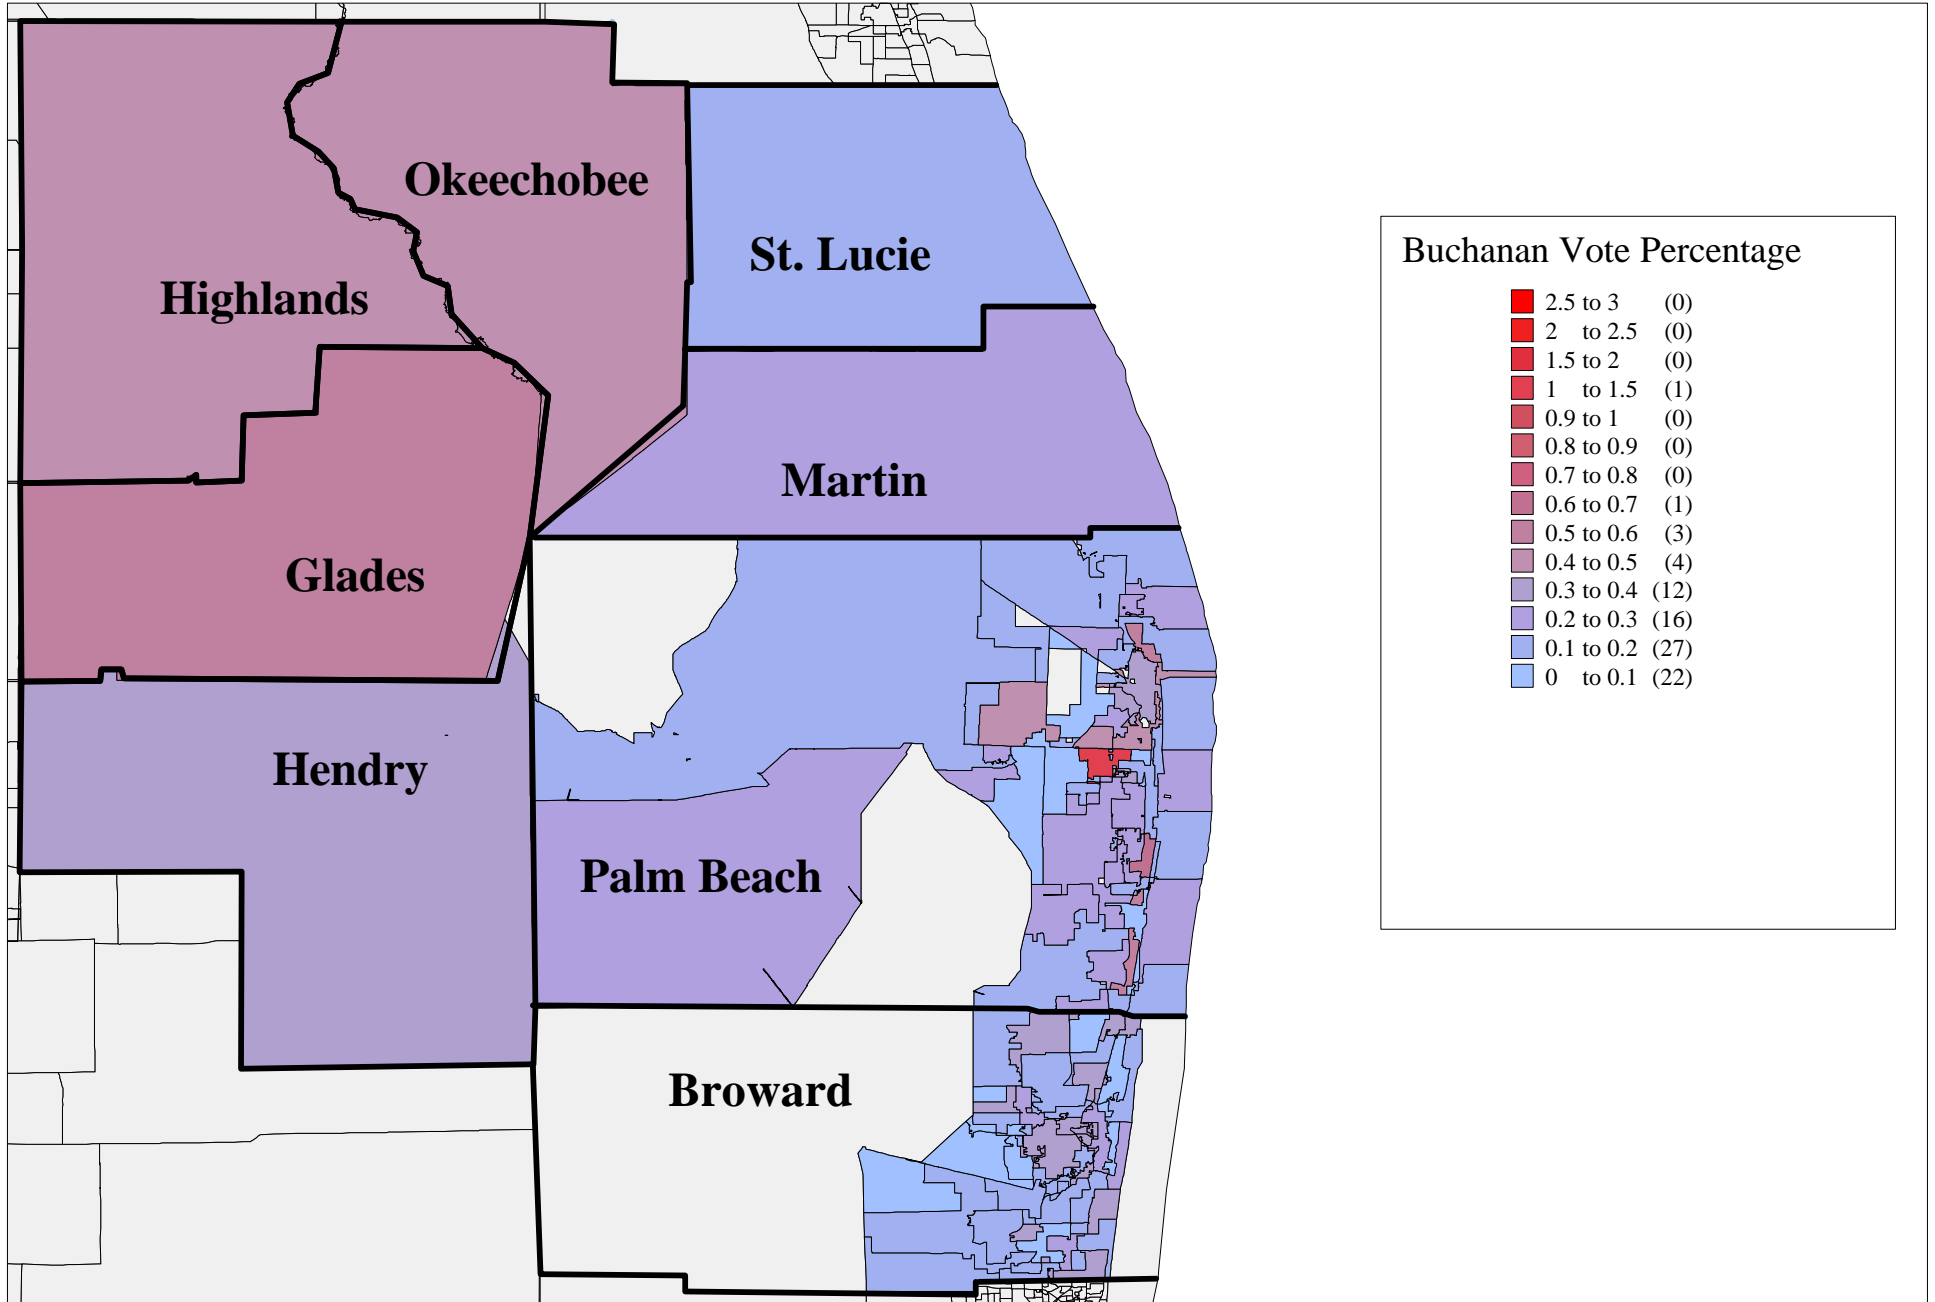 Okeechobee
St. Lucie
Highlands
Martin
Glades
Hendry
Palm Beach
Broward
Buchanan Vote Percentage
2.5 to 3 (0)
2 to 2.5 (0)
1.5 to 2 (0)
1 to 1.5 (1)
0.9 to 1 (0)
0.8 to 0.9 (0)
0.7 to 0.8 (0)
0.6 to 0.7 (1)
0.5 to 0.6 (3)
0.4 to 0.5 (4)
0.3 to 0.4 (12)
0.2 to 0.3 (16)
0.1 to 0.2 (27)
0 to 0.1 (22)